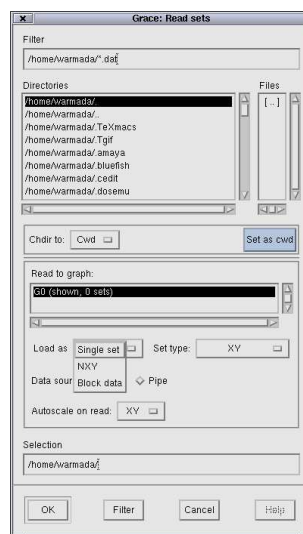 Grace: Read sets
Filter
/home/warmada/*.dat
Directories
Files
/home/warmada/.
[ .. ]
/home/warmada/..
/home/warmada/.TeXmacs
/home/warmada/.Tgif
/home/warmada/.amaya
/home/warmada/.bluefish
/home/warmada/.cedit
/home/warmada/.dosemu
Chdir to: Cwd Set as cwd
Read to graph:
G0 (shown, 0 sets)
Load as Single set Set type: XY
NXY
Data sour Block data Pipe
Autoscale on read: XY
Selection
/home/warmada/
OK Filter Cancel Help